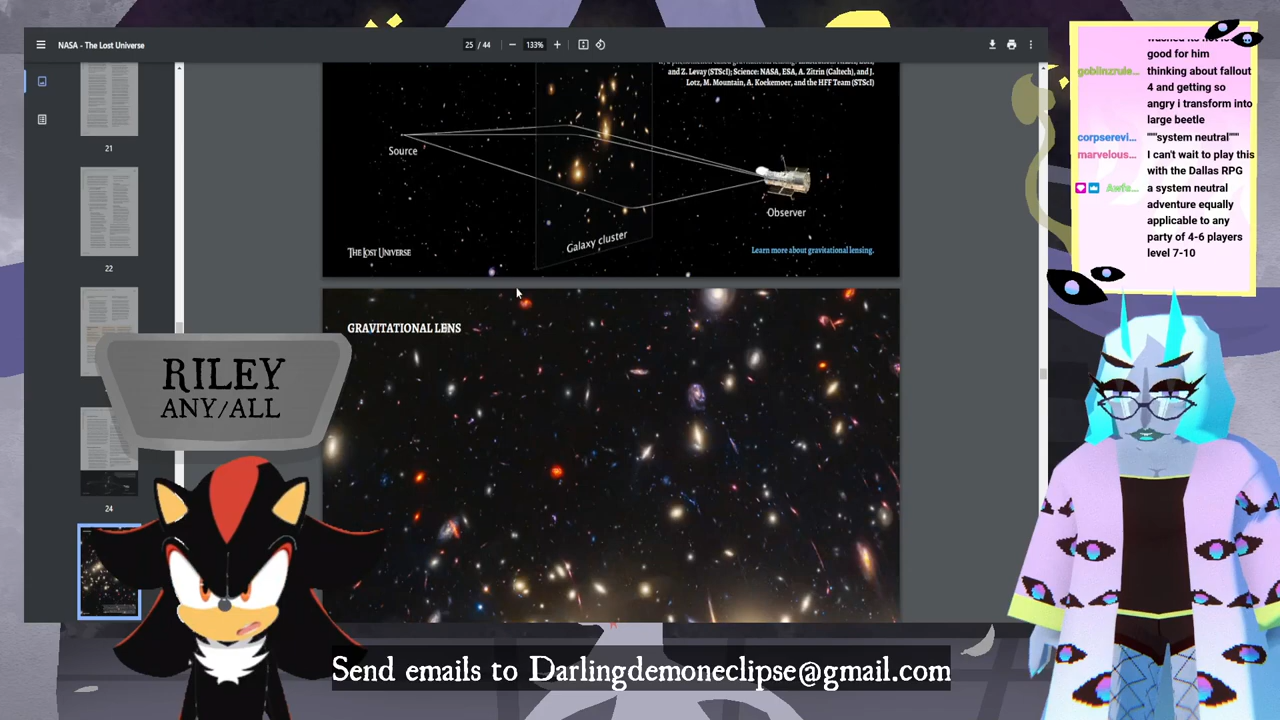 NASA - The Lost Universe
25 / 44
133%
21
22
24
and Z. Levay (STScI); Science: NASA, ESA, A. Zitrin (Caltech), and J.
Lotz, M. Mountain, A. Koekemoer, and the HFF Team (STScI)
Source
Observer
Galaxy cluster
THE LOST UNIVERSE
Learn more about gravitational lensing.
GRAVITATIONAL LENS
RILEY
ANY/ALL
good for him
goblinzrule... thinking about fallout
4 and getting so
angry i transform into
large beetle
corpserevi... """system neutral""""
marvelous... I can't wait to play this
with the Dallas RPG
Awfs... a system neutral
adventure equally
applicable to any
party of 4-6 players
level 7-10
Send emails to Darlingdemoneclipse@gmail.com